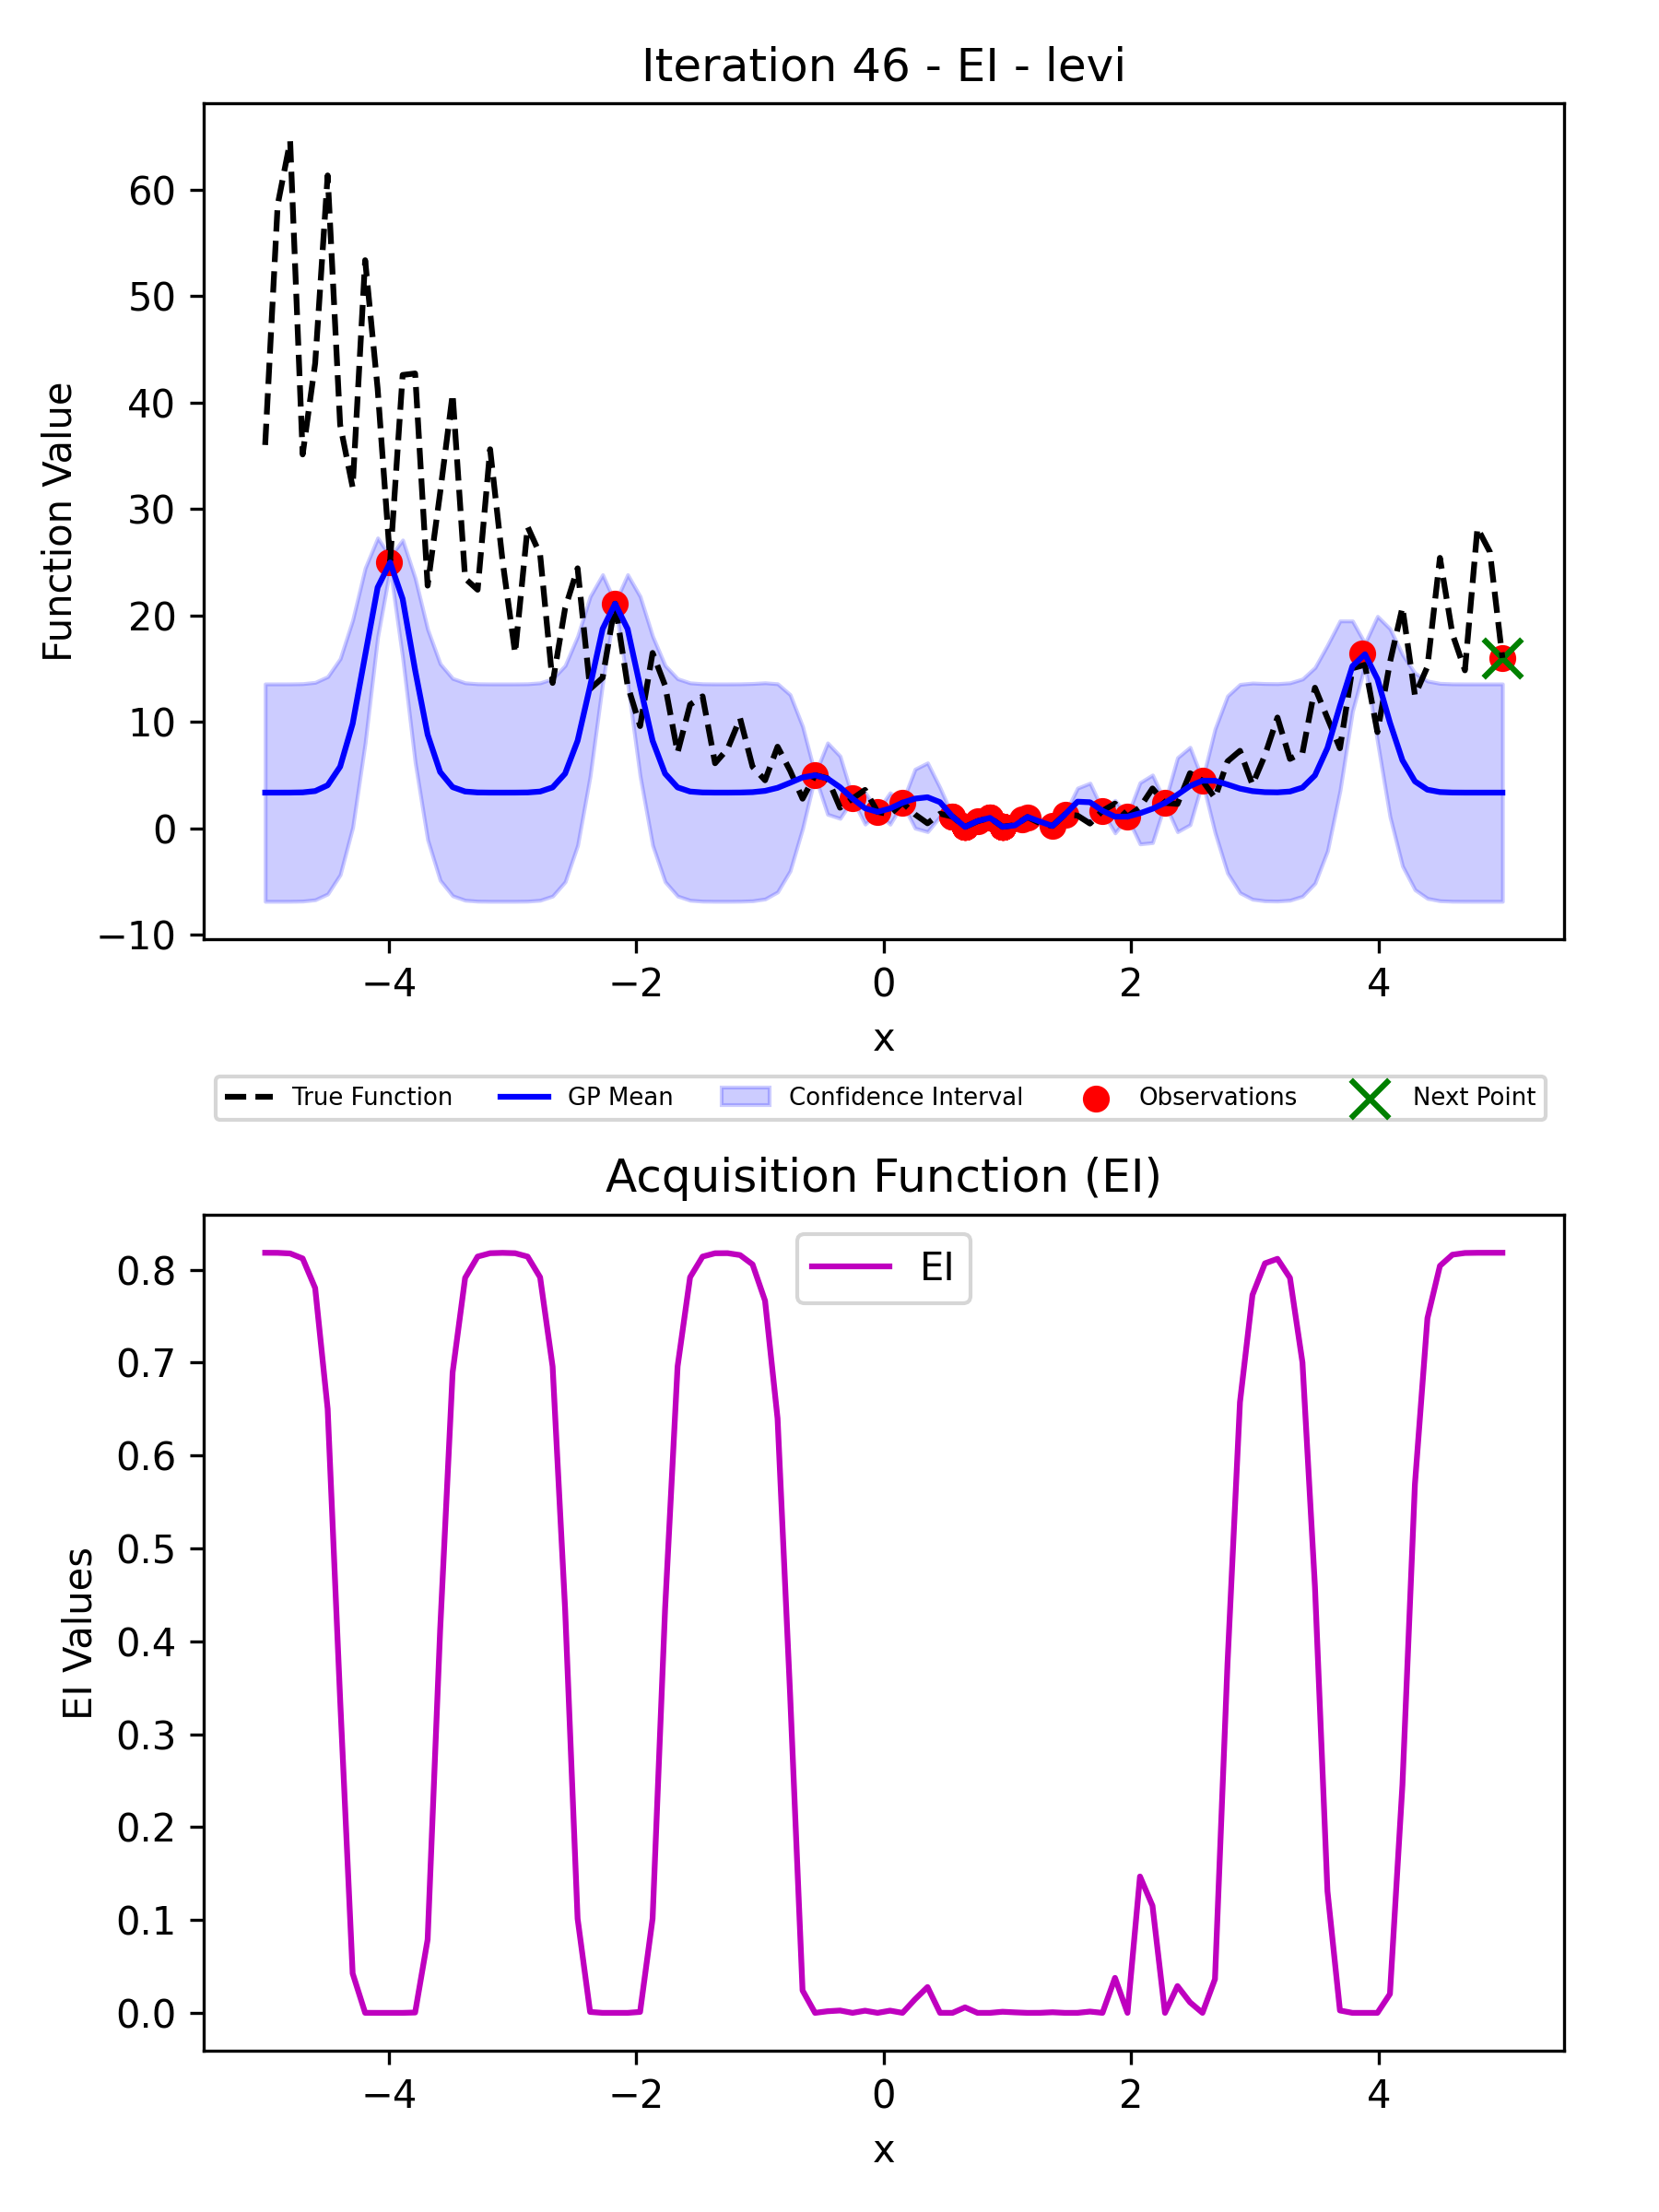 Iteration 46 - EI - levi
Function Value
60
50
40
30
20
10
0
−10
−4
−2
0
2
4
x
True Function
GP Mean
Confidence Interval
Observations
Next Point
Acquisition Function (EI)
EI
EI Values
0.8
0.7
0.6
0.5
0.4
0.3
0.2
0.1
0.0
−4
−2
0
2
4
x